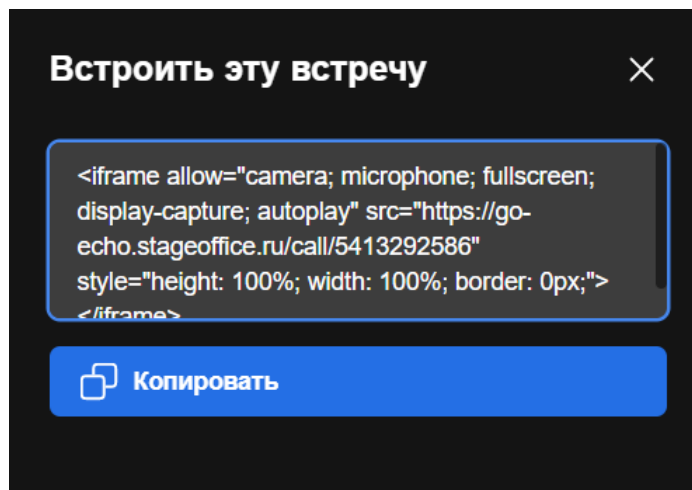 Встроить эту встречу
<iframe allow="camera; microphone; fullscreen;
display-capture; autoplay" src="https://go-
echo.stageoffice.ru/call/5413292586"
style="height: 100%; width: 100%; border: 0px;">
</iframe>
Копировать